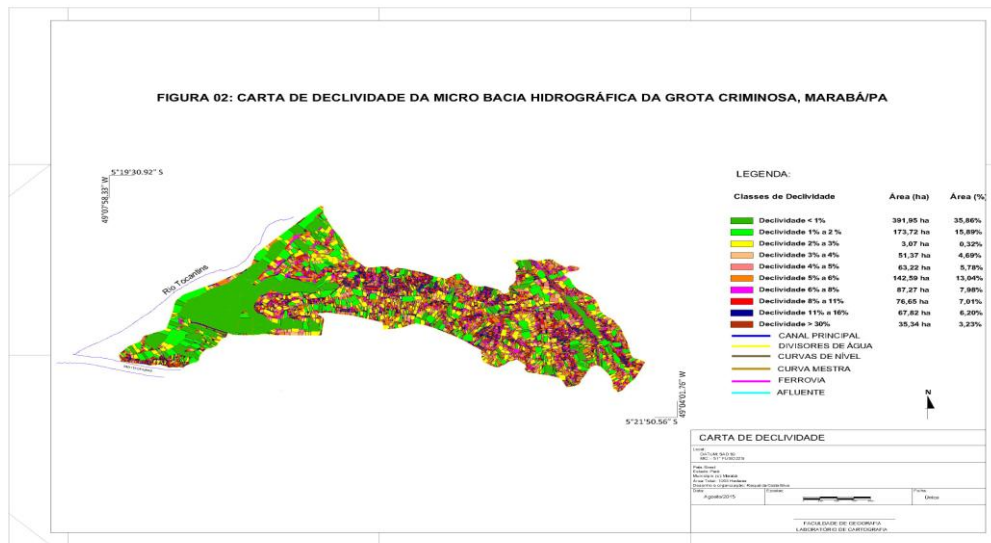 FIGURA 02: CARTA DE DECLIVIDADE DA MICRO BACIA HIDROGRÁFICA DA GROTA CRIMINOSA, MARABÁ/PA
5°19'30.92" S
49°07'58,33" W
Rio Tocantins
5°21'50.56" S
49°04'01.76" W
LEGENDA:
Classes de Declividade Área (ha) Área (%)
Declividade < 1% 391,95 ha 35,86%
Declividade 1% a 2 % 173,72 ha 15,89%
Declividade 2% a 3% 3,07 ha 0,32%
Declividade 3% a 4% 51,37 ha 4,69%
Declividade 4% a 5% 63,22 ha 5,78%
Declividade 5% a 6% 142,59 ha 13,04%
Declividade 6% a 8% 87,27 ha 7,98%
Declividade 8% a 11% 76,65 ha 7,01%
Declividade 11% a 16% 67,82 ha 6,20%
Declividade > 30% 35,34 ha 3,23%
CANAL PRINCIPAL
DIVISORES DE ÁGUA
CURVAS DE NÍVEL
CURVA MESTRA
FERROVIA
AFLUENTE
N
CARTA DE DECLIVIDADE
Agosto/2015
Única
FACULDADE DE GEOGRAFIA
LABORATÓRIO DE CARTOGRAFIA